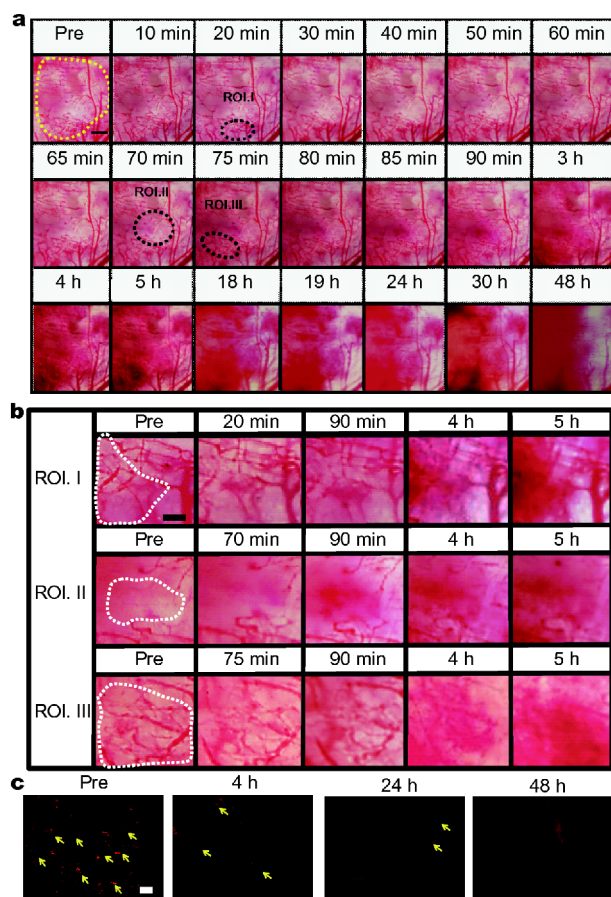 a
Pre 10 min 20 min 30 min 40 min 50 min 60 min
ROI.I
65 min 70 min 75 min 80 min 85 min 90 min 3 h
ROI.II
ROI.III
4 h 5 h 18 h 19 h 24 h 30 h 48 h
b
Pre 20 min 90 min 4 h 5 h
ROI. I
Pre 70 min 90 min 4 h 5 h
ROI. II
Pre 75 min 90 min 4 h 5 h
ROI. III
c
Pre 4 h 24 h 48 h